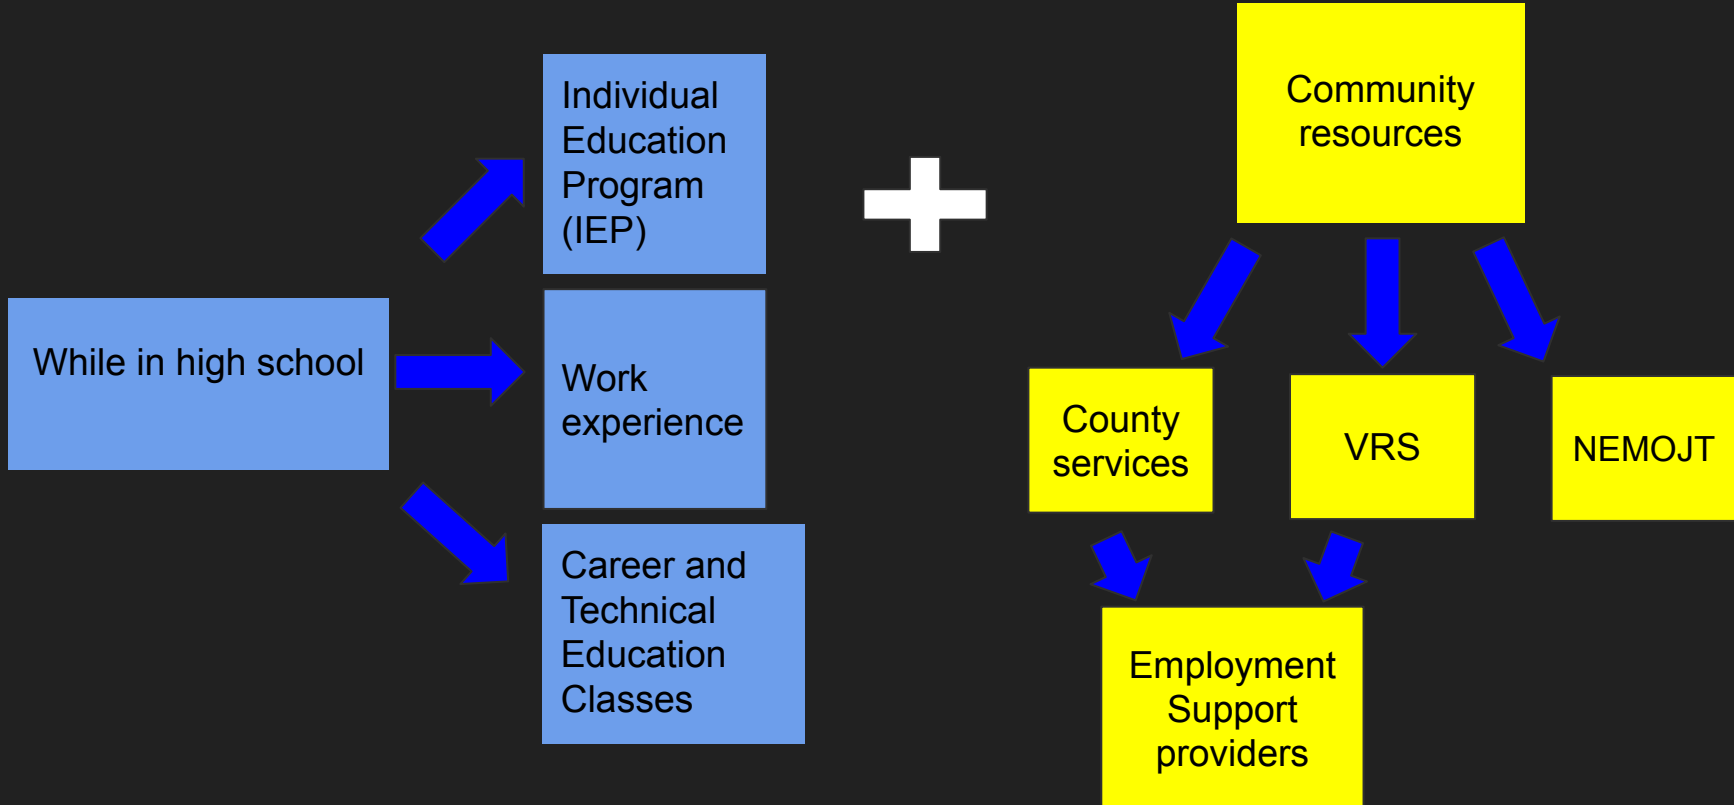 While in high school
Individual
Education
Program
(IEP)
Work
experience
Career and
Technical
Education
Classes
Community
resources
County
services
VRS
NEMOJT
Employment
Support
providers